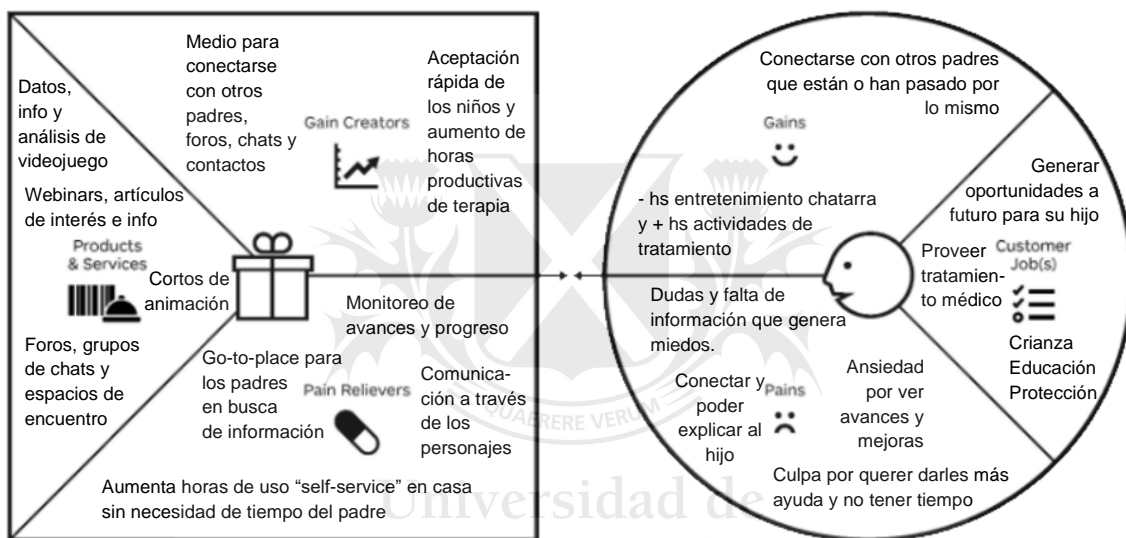 Medio para
conectarse
con otros
padres,
foros, chats y
contactos
Gain Creators
Aceptación
rápida de
los niños y
aumento de
horas
productivas
de terapia
Datos,
info y
análisis de
videojuego
Webinars, artículos
de interés e info
Products
& Services
Cortos de
animación
Foros, grupos
de chats y
espacios de
encuentro
Monitoreo de
avances y progreso
Go-to-place para
los padres
en busca
de información
Pain Relievers
Comunica-
ción a través
de los
personajes
Aumenta horas de uso “self-service” en casa
sin necesidad de tiempo del padre
Conectarse con otros padres
que están o han pasado por
lo mismo
Gains
- hs entretenimiento chatarra
y + hs actividades de
tratamiento
Generar
oportunidades a
futuro para su hijo
Proveer
tratamien-
to médico
Customer
Job(s)
Crianza
Educación
Protección
Dudas y falta de
información que genera
miedos.
Conectar y
poder
explicar al
hijo
Pains
Ansiedad
por ver
avances y
mejoras
Culpa por querer darles más
ayuda y no tener tiempo
QUAERERE VERUM
Universidad de